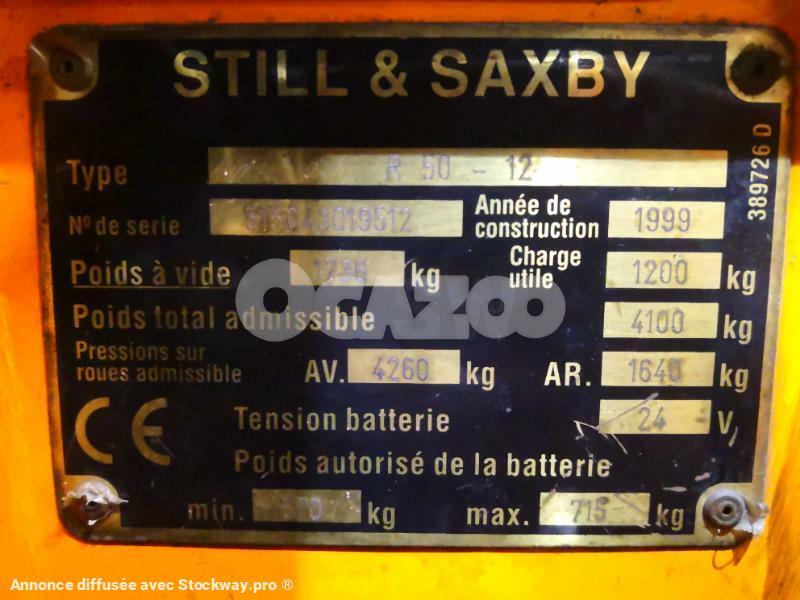 STILL & SAXBY
Type R 50 - 12
389726 D
Nº de serie
Année de construction 1999
Poids à vide kg
Charge utile 1200 kg
Poids total admissible 4100 kg
Pressions sur roues admissible AV. 4260 kg AR. 1640 kg
CE Tension batterie 24 V
Poids autorisé de la batterie
min. kg max. 715 kg
OCAZOO
Annonce diffusée avec Stockway.pro ®